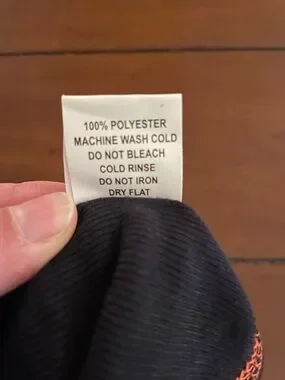 100% POLYESTER
MACHINE WASH COLD
DO NOT BLEACH
COLD RINSE
DO NOT IRON
DRY FLAT